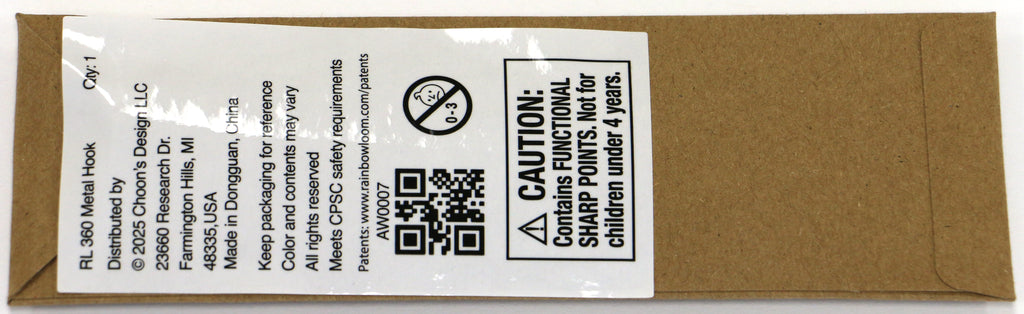 RL 360 Metal Hook Qty: 1
Distributed by
© 2025 Choon's Design LLC
23660 Research Dr.
Farmington Hills, MI
48335,USA
Made in Dongguan, China
Keep packaging for reference
Color and contents may vary
All rights reserved
Meets CPSC safety requirements
Patents: www.rainbowloom.com/patents
AV0007
0-3
CAUTION:
Contains FUNCTIONAL
SHARP POINTS. Not for
children under 4 years.